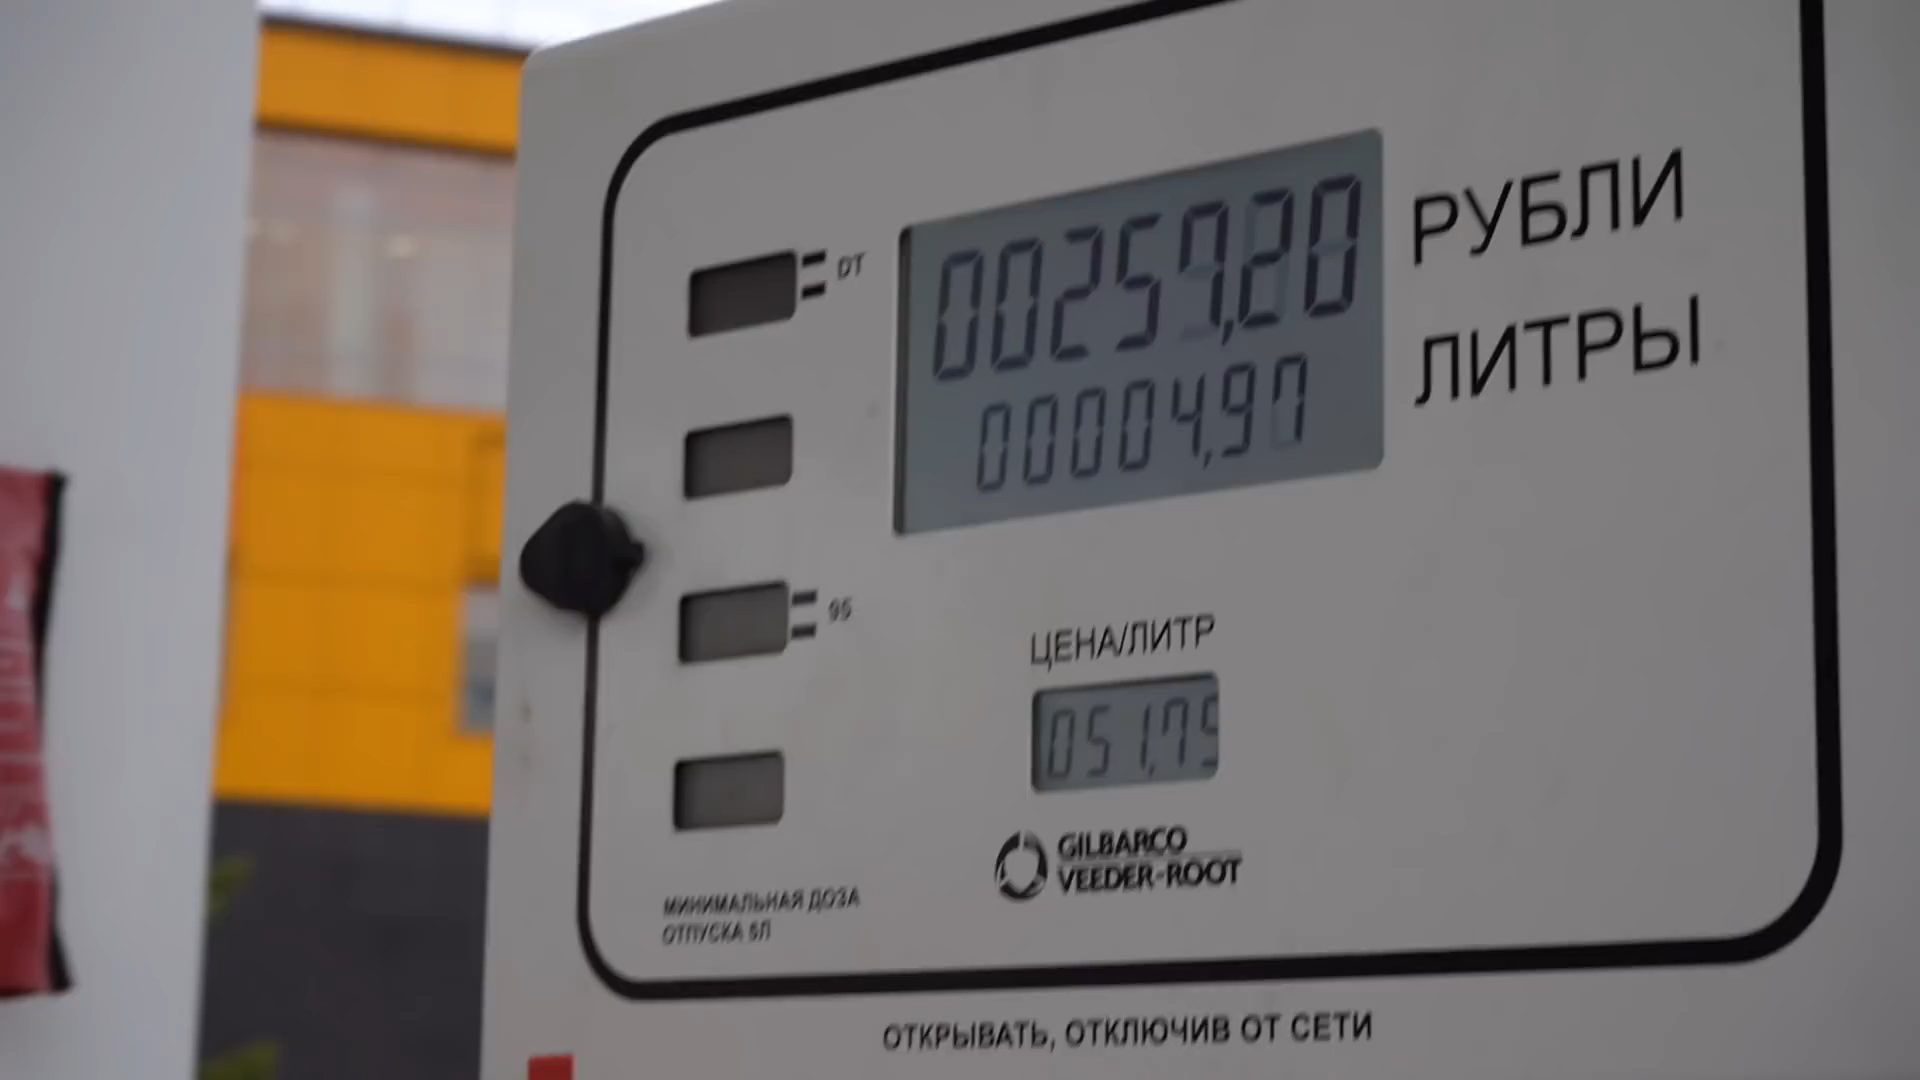 00257,20
РУБЛИ
00004,97
ЛИТРЫ
DT
95
ЦЕНА/ЛИТР
051,75
GILBARCO
VEEDER-ROOT
МИНИМАЛЬНАЯ ДОЗА
ОТПУСКА 5Л
ОТКРЫВАТЬ, ОТКЛЮЧИВ ОТ СЕТИ